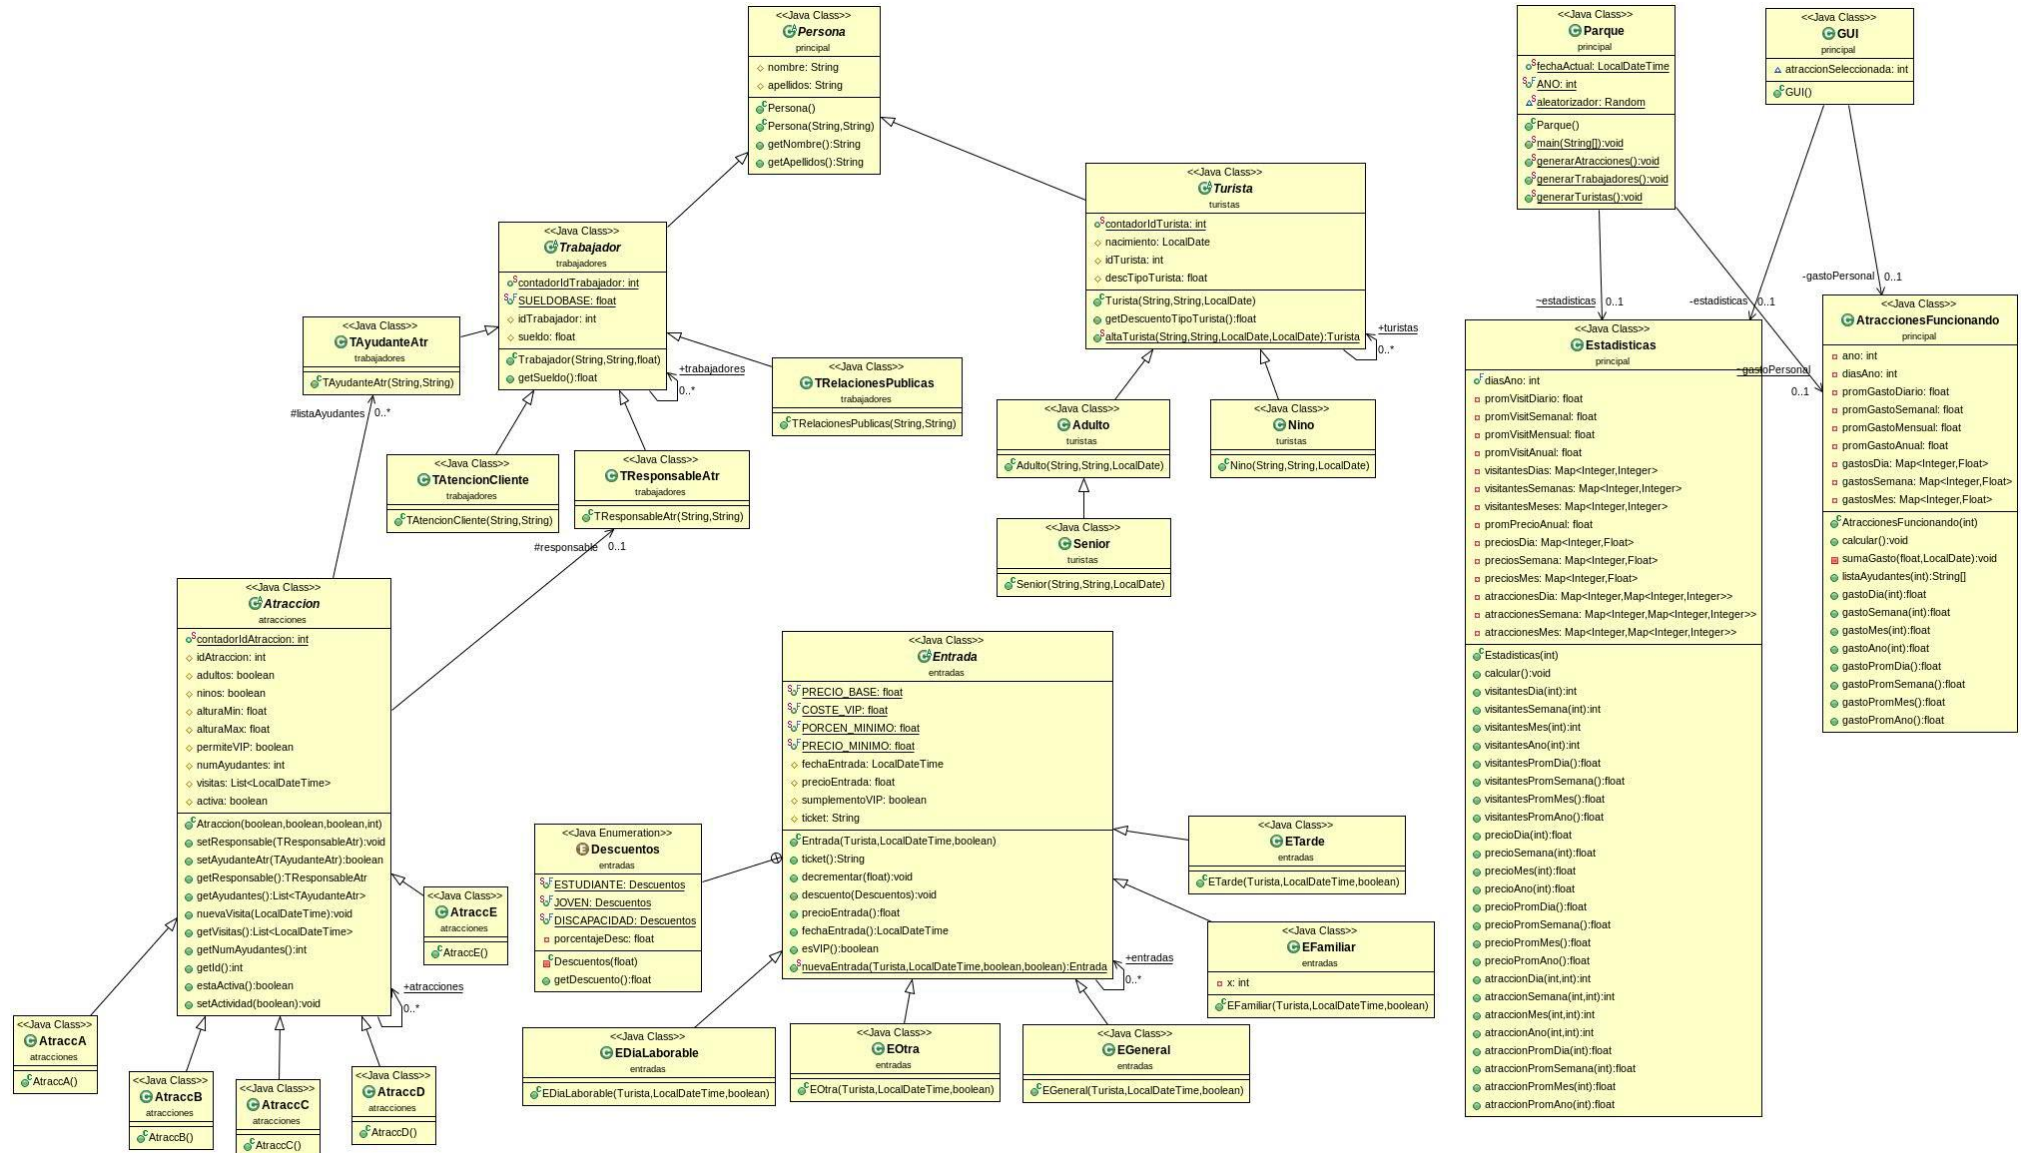 <<Java Class>>
Persona
principal
nombre: String
apellidos: String
Persona()
Persona(String,String)
getNombre():String
getApellidos():String
<<Java Class>>
Parque
principal
fechaActual: LocalDateTime
ANO: int
aleatorizador: Random
Parque()
main(String[]):void
generarAtracciones():void
generarTrabajadores():void
generarTuristas():void
<<Java Class>>
GUI
principal
atraccionSeleccionada: int
GUI()
<<Java Class>>
Turista
turistas
contadorIdTurista: int
nacimiento: LocalDate
idTurista: int
descTipoTurista: float
Turista(String,String,LocalDate)
getDescuentoTipoTurista():float
altaTurista(String,String,LocalDate,LocalDate):Turista
+turistas
0..*
<<Java Class>>
Trabajador
trabajadores
contadorIdTrabajador: int
SUELDOBASE: float
idTrabajador: int
sueldo: float
Trabajador(String,String,float)
getSueldo():float
+trabajadores
0..*
<<Java Class>>
TAyudanteAtr
trabajadores
TAyudanteAtr(String,String)
#listaAyudantes
0..*
<<Java Class>>
TRelacionesPublicas
trabajadores
TRelacionesPublicas(String,String)
<<Java Class>>
TAtencionCliente
trabajadores
TAtencionCliente(String,String)
<<Java Class>>
TResponsableAtr
trabajadores
TResponsableAtr(String,String)
#responsable
0..1
<<Java Class>>
Adulto
turistas
Adulto(String,String,LocalDate)
<<Java Class>>
Nino
turistas
Nino(String,String,LocalDate)
<<Java Class>>
Senior
turistas
Senior(String,String,LocalDate)
~estadisticas
0..1
-estadisticas
0..1
-gastoPersonal
0..1
~gastoPersonal
0..1
<<Java Class>>
Estadisticas
principal
diasAno: int
promVisitDiario: float
promVisitSemanal: float
promVisitMensual: float
promVisitAnual: float
visitantesDias: Map<Integer,Integer>
visitantesSemanas: Map<Integer,Integer>
visitantesMeses: Map<Integer,Integer>
promPrecioAnual: float
preciosDia: Map<Integer,Float>
preciosSemana: Map<Integer,Float>
preciosMes: Map<Integer,Float>
atraccionesDia: Map<Integer,Map<Integer,Integer>>
atraccionesSemana: Map<Integer,Map<Integer,Integer>>
atraccionesMes: Map<Integer,Map<Integer,Integer>>
Estadisticas(int)
calcular():void
visitantesDia(int):int
visitantesSemana(int):int
visitantesMes(int):int
visitantesAno(int):int
visitantesPromDia():float
visitantesPromSemana():float
visitantesPromMes():float
visitantesPromAno():float
precioDia(int):float
precioSemana(int):float
precioMes(int):float
precioAno(int):float
precioPromDia():float
precioPromSemana():float
precioPromMes():float
precioPromAno():float
atraccionDia(int,int):int
atraccionSemana(int,int):int
atraccionMes(int,int):int
atraccionAno(int,int):int
atraccionPromDia(int):float
atraccionPromSemana(int):float
atraccionPromMes(int):float
atraccionPromAno(int):float
<<Java Class>>
AtraccionesFuncionando
principal
ano: int
diasAno: int
promGastoDiario: float
promGastoSemanal: float
promGastoMensual: float
promGastoAnual: float
gastosDia: Map<Integer,Float>
gastosSemana: Map<Integer,Float>
gastosMes: Map<Integer,Float>
AtraccionesFuncionando(int)
calcular():void
sumaGasto(float,LocalDate):void
listaAyudantes(int):String[]
gastoDia(int):float
gastoSemana(int):float
gastoMes(int):float
gastoAno(int):float
gastoPromDia():float
gastoPromSemana():float
gastoPromMes():float
gastoPromAno():float
<<Java Class>>
Atraccion
atracciones
contadorIdAtraccion: int
idAtraccion: int
adultos: boolean
ninos: boolean
alturaMin: float
alturaMax: float
permiteVIP: boolean
numAyudantes: int
visitas: List<LocalDateTime>
activa: boolean
Atraccion(boolean,boolean,boolean,int)
setResponsable(TResponsableAtr):void
setAyudanteAtr(TAyudanteAtr):boolean
getResponsable():TResponsableAtr
getAyudantes():List<TAyudanteAtr>
nuevaVisita(LocalDateTime):void
getVisitas():List<LocalDateTime>
getNumAyudantes():int
getId():int
estaActiva():boolean
setActividad(boolean):void
+atracciones
0..*
<<Java Class>>
AtraccE
atracciones
AtraccE()
<<Java Class>>
AtraccA
atracciones
AtraccA()
<<Java Class>>
AtraccB
atracciones
AtraccB()
<<Java Class>>
AtraccC
atracciones
AtraccC()
<<Java Class>>
AtraccD
atracciones
AtraccD()
<<Java Class>>
Entrada
entradas
PRECIO_BASE: float
COSTE_VIP: float
PORCEN_MINIMO: float
PRECIO_MINIMO: float
fechaEntrada: LocalDateTime
precioEntrada: float
sumplementoVIP: boolean
ticket: String
Entrada(Turista,LocalDateTime,boolean)
ticket():String
decrementar(float):void
descuento(Descuentos):void
precioEntrada():float
fechaEntrada():LocalDateTime
esVIP():boolean
nuevaEntrada(Turista,LocalDateTime,boolean,boolean):Entrada
+entradas
0..*
<<Java Enumeration>>
Descuentos
entradas
ESTUDIANTE: Descuentos
JOVEN: Descuentos
DISCAPACIDAD: Descuentos
porcentajeDesc: float
Descuentos(float)
getDescuento():float
<<Java Class>>
ETarde
entradas
ETarde(Turista,LocalDateTime,boolean)
<<Java Class>>
EFamiliar
entradas
x: int
EFamiliar(Turista,LocalDateTime,boolean)
<<Java Class>>
EDiaLaborable
entradas
EDiaLaborable(Turista,LocalDateTime,boolean)
<<Java Class>>
EOtra
entradas
EOtra(Turista,LocalDateTime,boolean)
<<Java Class>>
EGeneral
entradas
EGeneral(Turista,LocalDateTime,boolean)